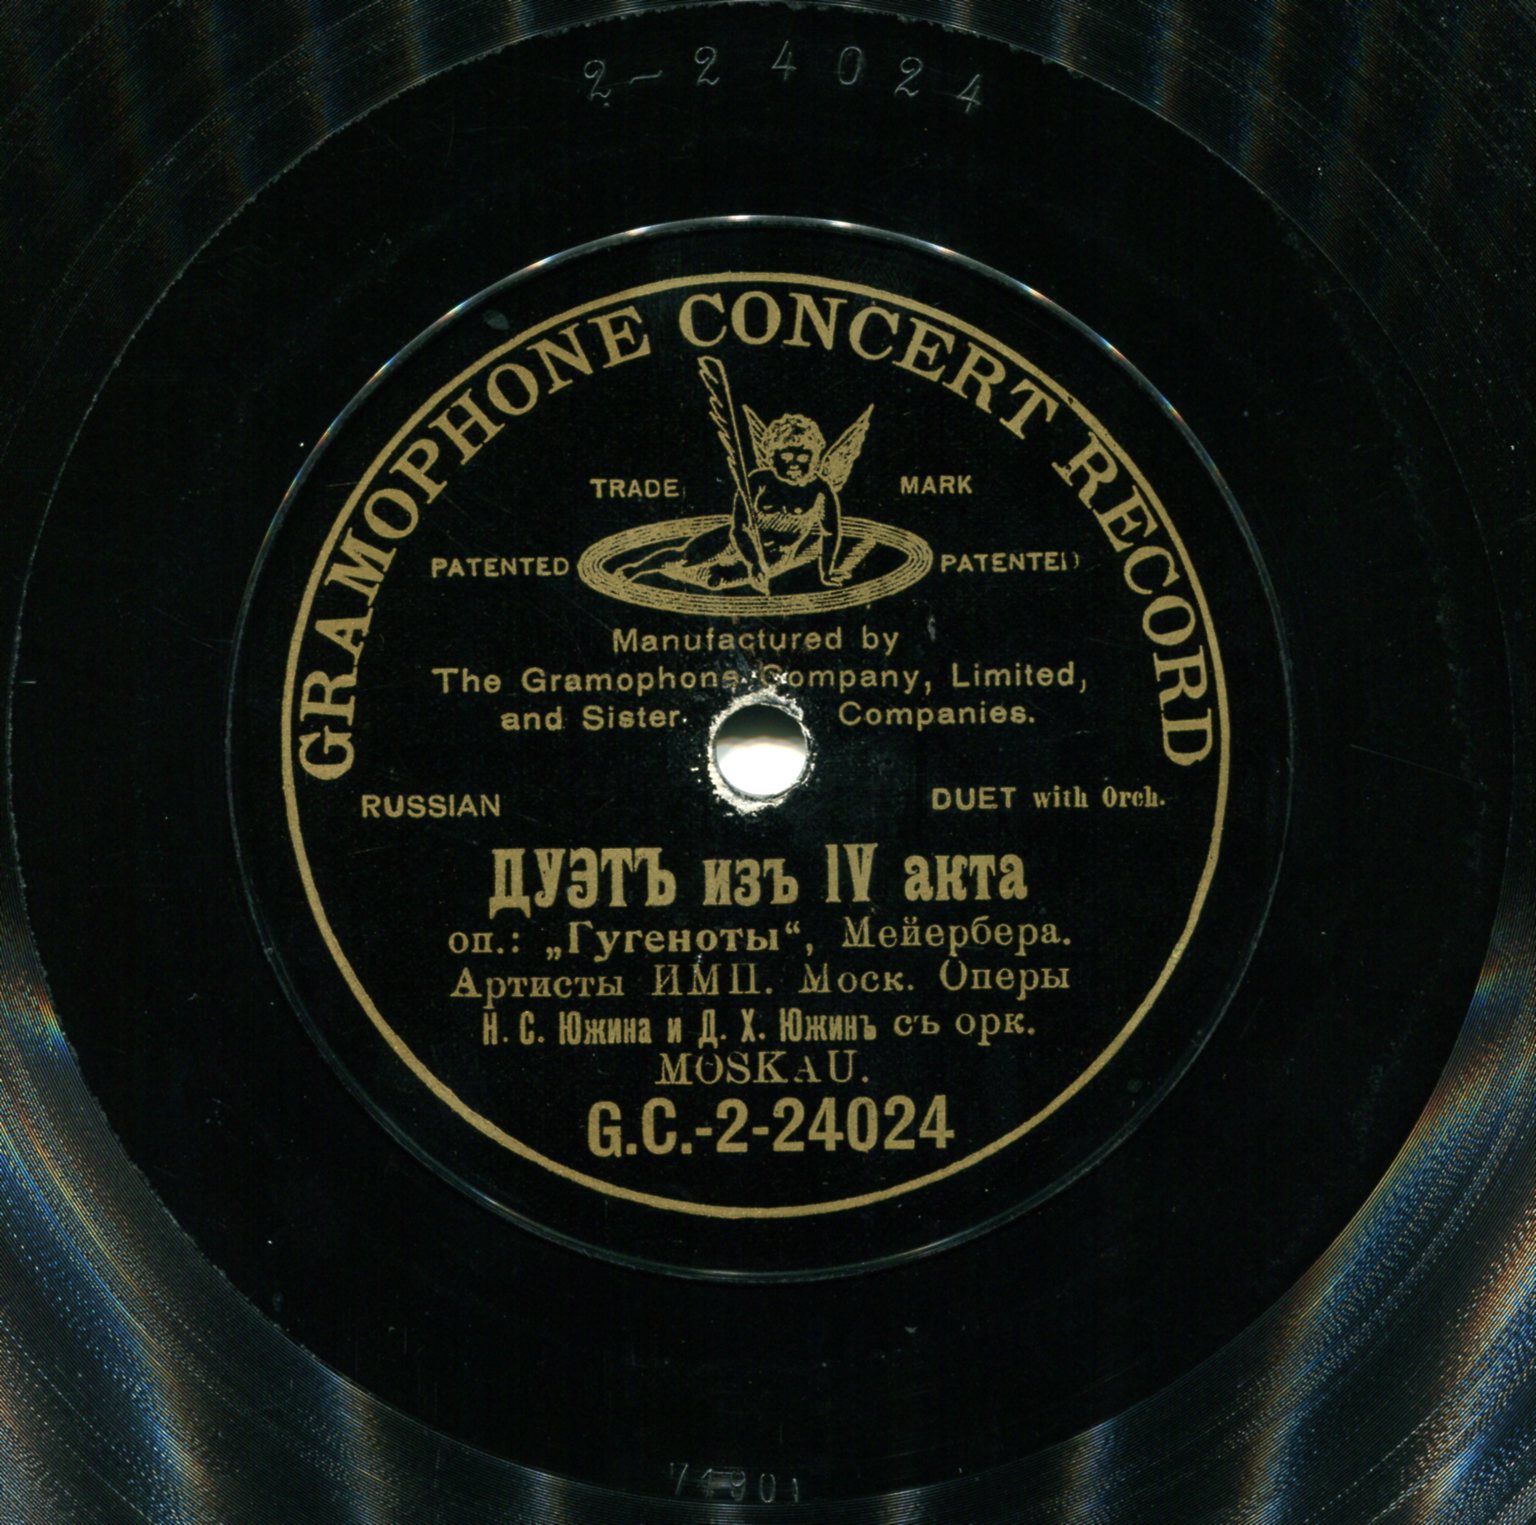 2-24024
GRAMOPHONE CONCERT RECORD
TRADE MARK
PATENTED PATENTED
Manufactured by
The Gramophone Company, Limited,
and Sister Companies.
RUSSIAN DUET with Orch.
ДУЭТЪ изъ IV акта
оп.: „Гугеноты“, Мейербера.
Артисты ИМП. Моск. Оперы
Н. С. Южина и Д. Х. Южинъ съ орк.
MOSKAU.
G.C.-2-24024